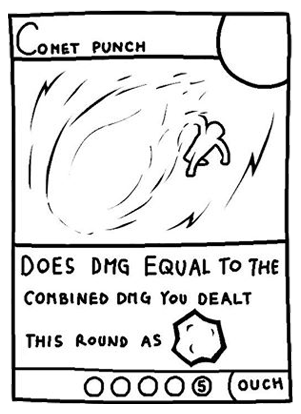 COMET PUNCH
DOES DMG EQUAL TO THE
COMBINED DMG YOU DEALT
THIS ROUND AS
5 OUCH